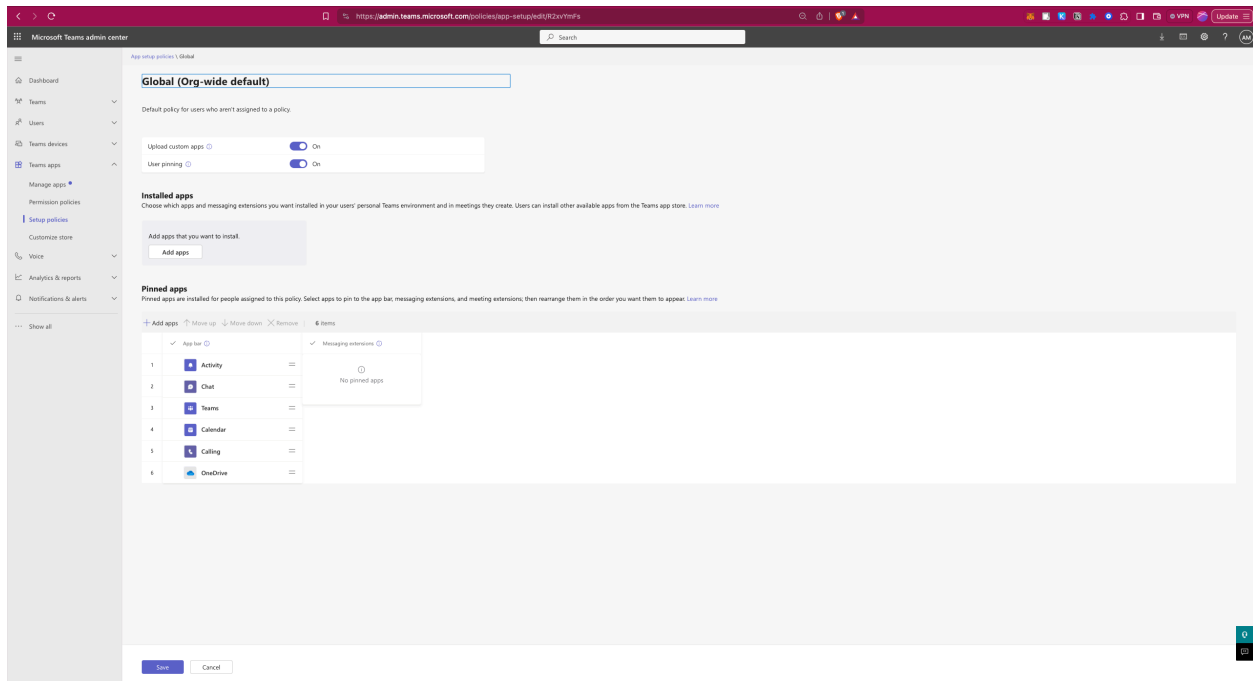 https://admin.teams.microsoft.com/policies/app-setup/edit/R2xvYmFs
VPN
Update
Microsoft Teams admin center
Search
AM
App setup policies \ Global
Dashboard
Teams
Users
Teams devices
Teams apps
Manage apps
Permission policies
Setup policies
Customize store
Voice
Analytics & reports
Notifications & alerts
Show all
Global (Org-wide default)
Default policy for users who aren't assigned to a policy.
Upload custom apps On
User pinning On
Installed apps
Choose which apps and messaging extensions you want installed in your users' personal Teams environment and in meetings they create. Users can install other available apps from the Teams app store. Learn more
Add apps that you want to install.
Add apps
Pinned apps
Pinned apps are installed for people assigned to this policy. Select apps to pin to the app bar, messaging extensions, and meeting extensions; then rearrange them in the order you want them to appear. Learn more
Add apps Move up Move down Remove 6 items
App bar Messaging extensions
1 Activity
2 Chat
3 Teams
4 Calendar
5 Calling
6 OneDrive
No pinned apps
Save Cancel